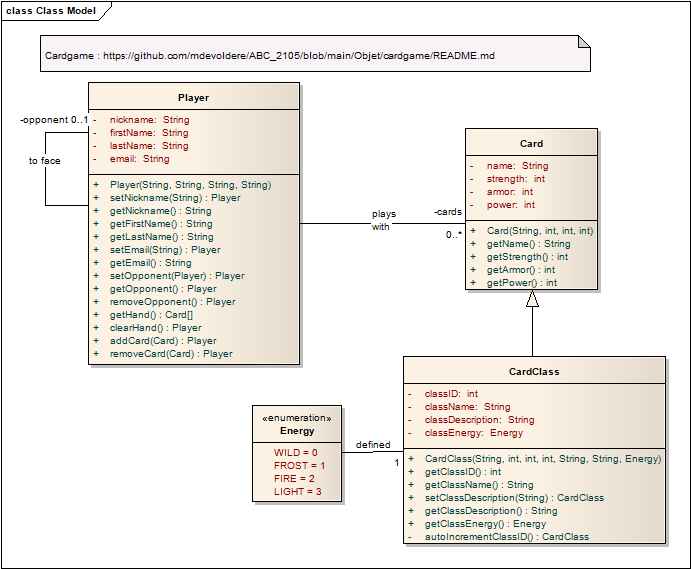 class Class Model
Cardgame : https://github.com/mdevoldere/ABC_2105/blob/main/Objet/cardgame/README.md
Player
- nickname: String
- firstName: String
- lastName: String
- email: String
+ Player(String, String, String, String)
+ setNickname(String) : Player
+ getNickname() : String
+ getFirstName() : String
+ getLastName() : String
+ setEmail(String) : Player
+ getEmail() : String
+ setOpponent(Player) : Player
+ getOpponent() : Player
+ removeOpponent() : Player
+ getHand() : Card[]
+ clearHand() : Player
+ addCard(Card) : Player
+ removeCard(Card) : Player
-opponent 0..1
to face
plays
with
-cards
0..*
Card
- name: String
- strength: int
- armor: int
- power: int
+ Card(String, int, int, int)
+ getName() : String
+ getStrength() : int
+ getArmor() : int
+ getPower() : int
CardClass
- classID: int
- className: String
- classDescription: String
- classEnergy: Energy
+ CardClass(String, int, int, int, String, String, Energy)
+ getClassID() : int
+ getClassName() : String
+ setClassDescription(String) : CardClass
+ getClassDescription() : String
+ getClassEnergy() : Energy
- autoIncrementClassID() : CardClass
«enumeration»
Energy
WILD = 0
FROST = 1
FIRE = 2
LIGHT = 3
defined
1